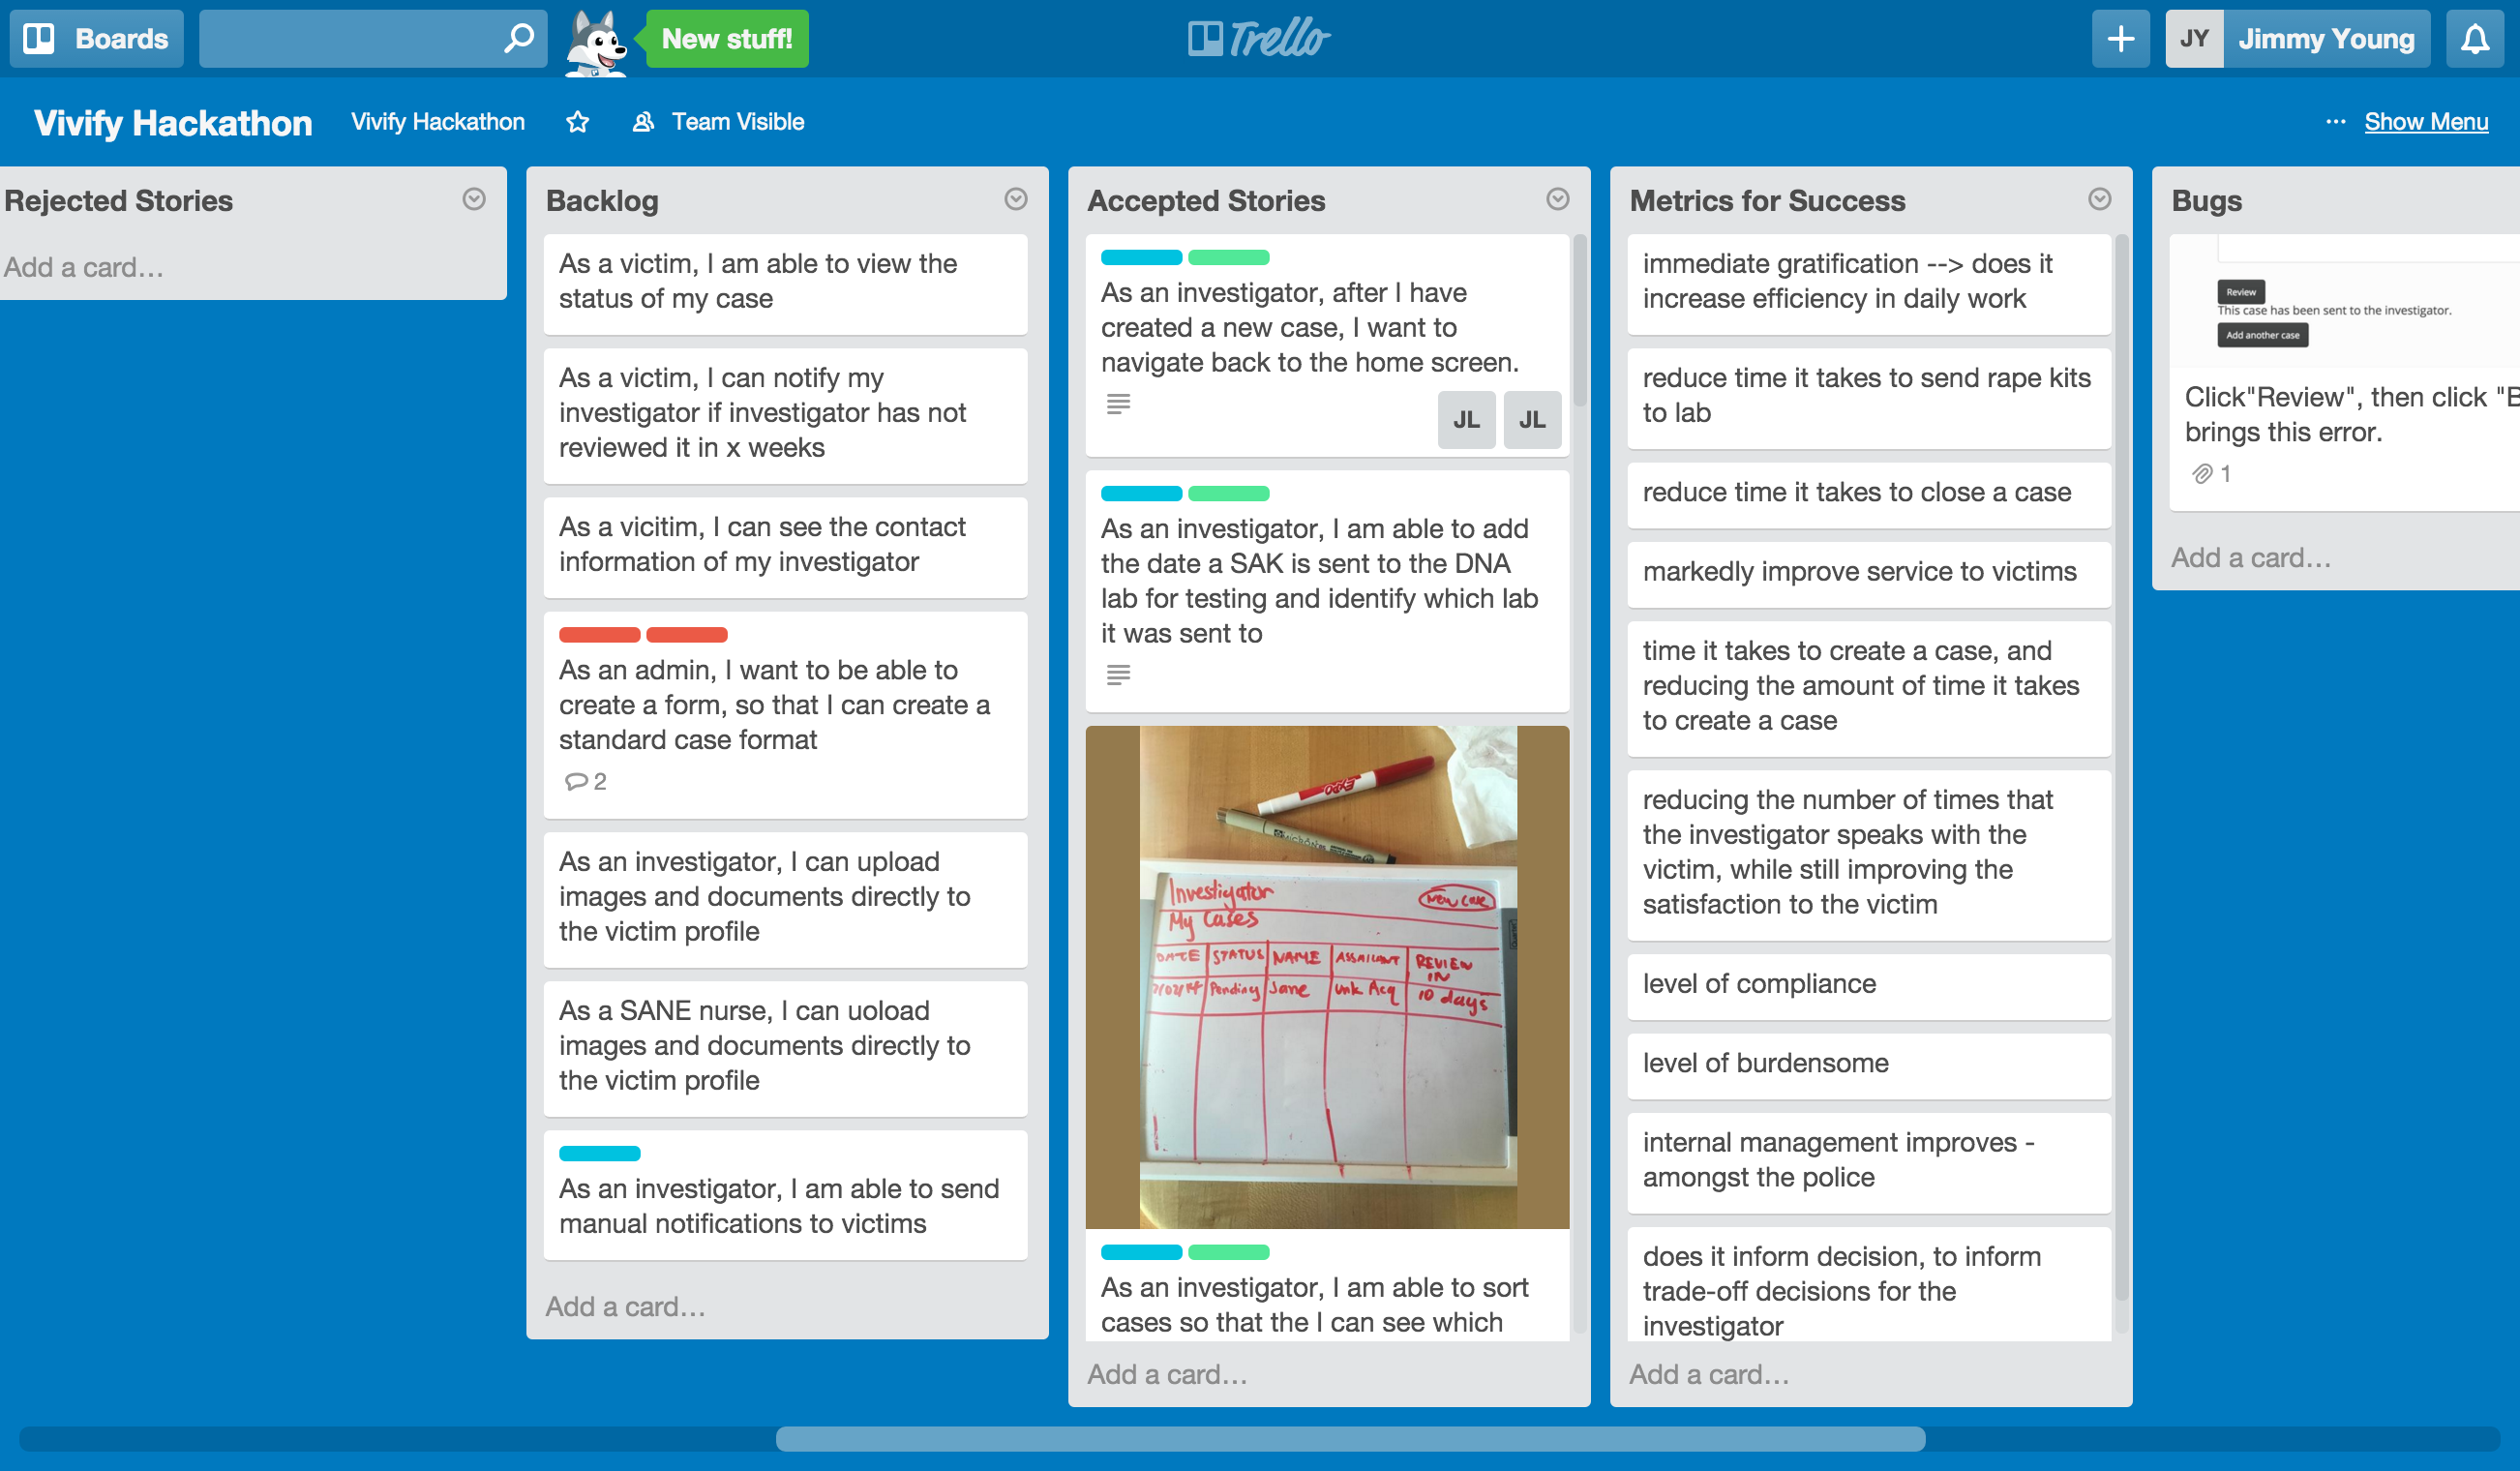 Boards
New stuff!
Trello
JY
Jimmy Young
Vivify Hackathon
Vivify Hackathon
Team Visible
Show Menu
Rejected Stories
Add a card...
Backlog
As a victim, I am able to view the
status of my case
As a victim, I can notify my
investigator if investigator has not
reviewed it in x weeks
As a vicitim, I can see the contact
information of my investigator
As an admin, I want to be able to
create a form, so that I can create a
standard case format
2
As an investigator, I can upload
images and documents directly to
the victim profile
As a SANE nurse, I can uoload
images and documents directly to
the victim profile
As an investigator, I am able to send
manual notifications to victims
Add a card...
Accepted Stories
As an investigator, after I have
created a new case, I want to
navigate back to the home screen.
JL
JL
As an investigator, I am able to add
the date a SAK is sent to the DNA
lab for testing and identify which lab
it was sent to
EXPO
Investigator
New Case
My Cases
DATE STATUS NAME ASSAILANT REVIEW IN
Pending Jane Unk Acq 10 days
As an investigator, I am able to sort
cases so that the I can see which
Add a card...
Metrics for Success
immediate gratification --> does it
increase efficiency in daily work
reduce time it takes to send rape kits
to lab
reduce time it takes to close a case
markedly improve service to victims
time it takes to create a case, and
reducing the amount of time it takes
to create a case
reducing the number of times that
the investigator speaks with the
victim, while still improving the
satisfaction to the victim
level of compliance
level of burdensome
internal management improves -
amongst the police
does it inform decision, to inform
trade-off decisions for the
investigator
Add a card...
Bugs
Review
This case has been sent to the investigator.
Add another case
Click"Review", then click "B
brings this error.
1
Add a card...